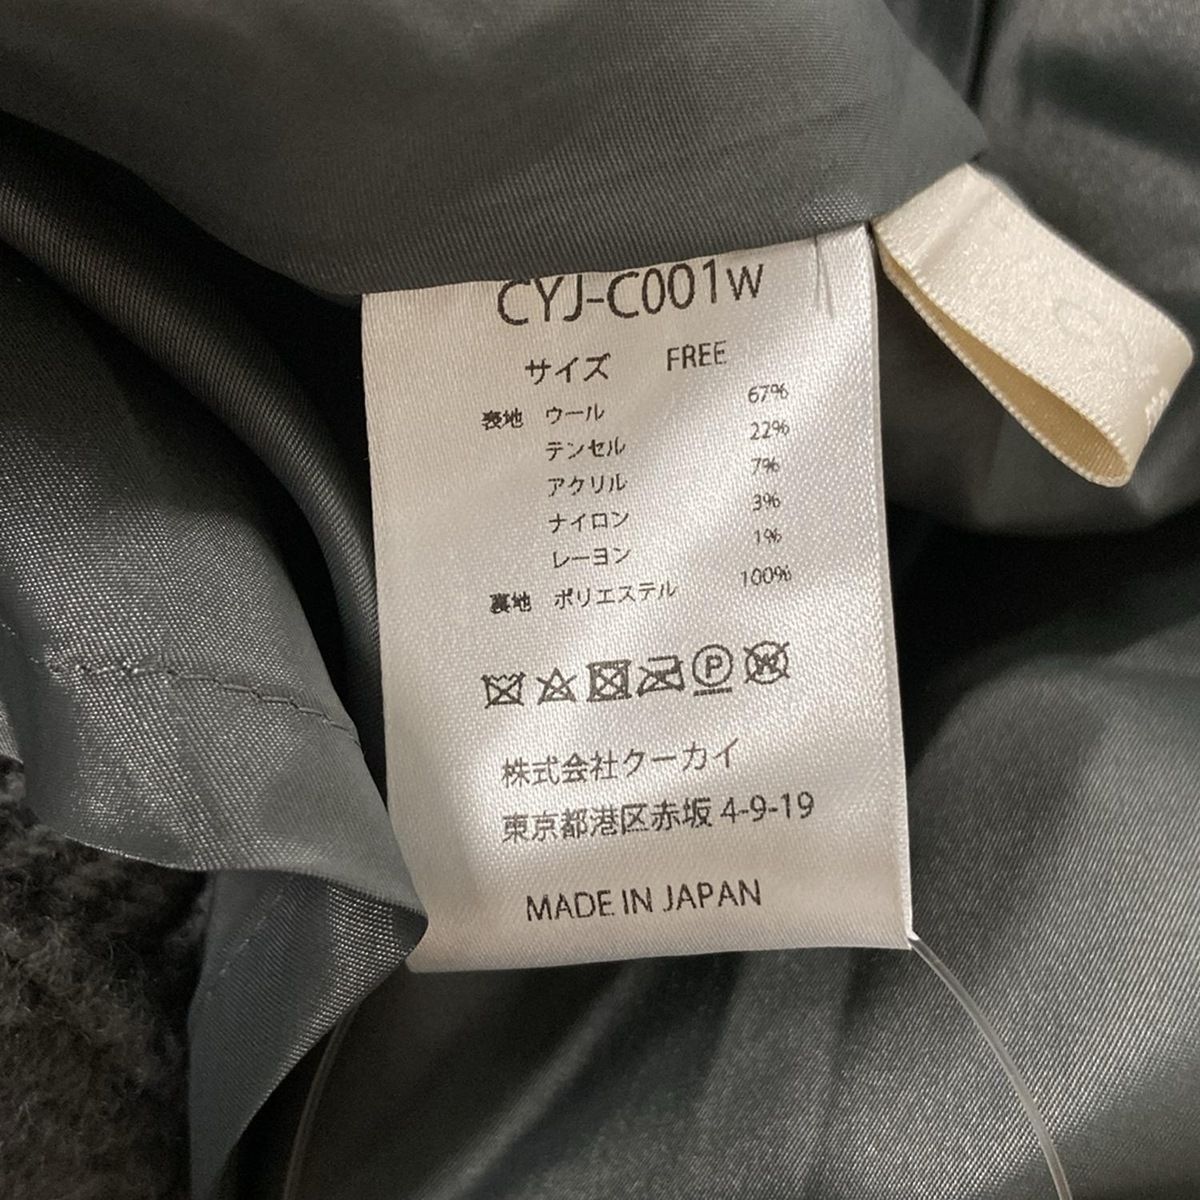 CYJ-C001W
サイズ FREE
表地 ウール 67%
テンセル 22%
アクリル 7%
ナイロン 3%
レーヨン 1%
裏地 ポリエステル 100%
P W
株式会社クーカイ
東京都港区赤坂 4-9-19
MADE IN JAPAN